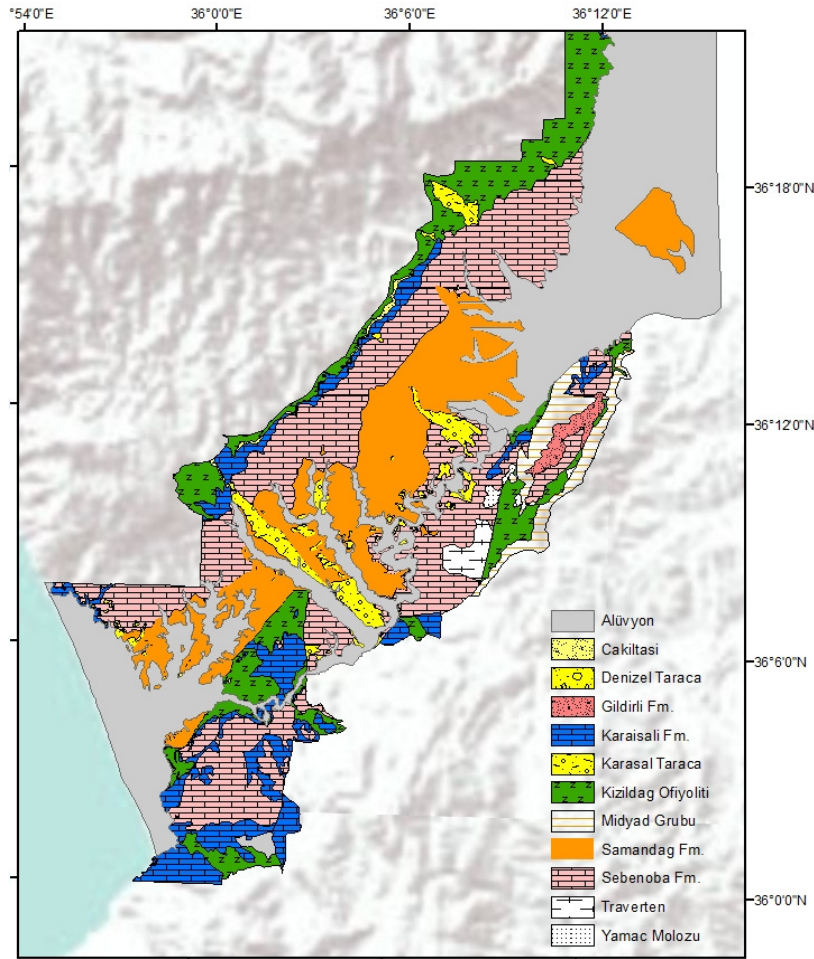 °54'0"E 36°0'0"E 36°6'0"E 36°12'0"E
36°18'0"N
36°12'0"N
36°6'0"N
36°0'0"N
Alüvyon
Cakiltasi
Denizel Taraca
Gildirli Fm.
Karaisali Fm.
Karasal Taraca
Kizildag Ofiyoliti
Midyad Grubu
Samandag Fm.
Sebenoba Fm.
Traverten
Yamac Molozu